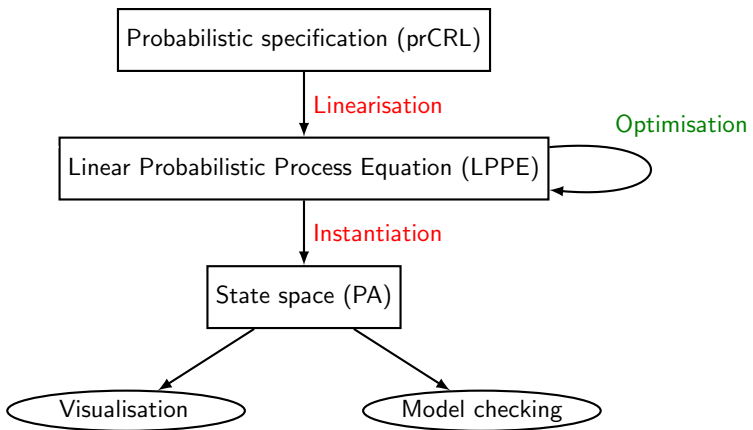 Probabilistic specification (prCRL)
Linearisation
Optimisation
Linear Probabilistic Process Equation (LPPE)
Instantiation
State space (PA)
Visualisation
Model checking